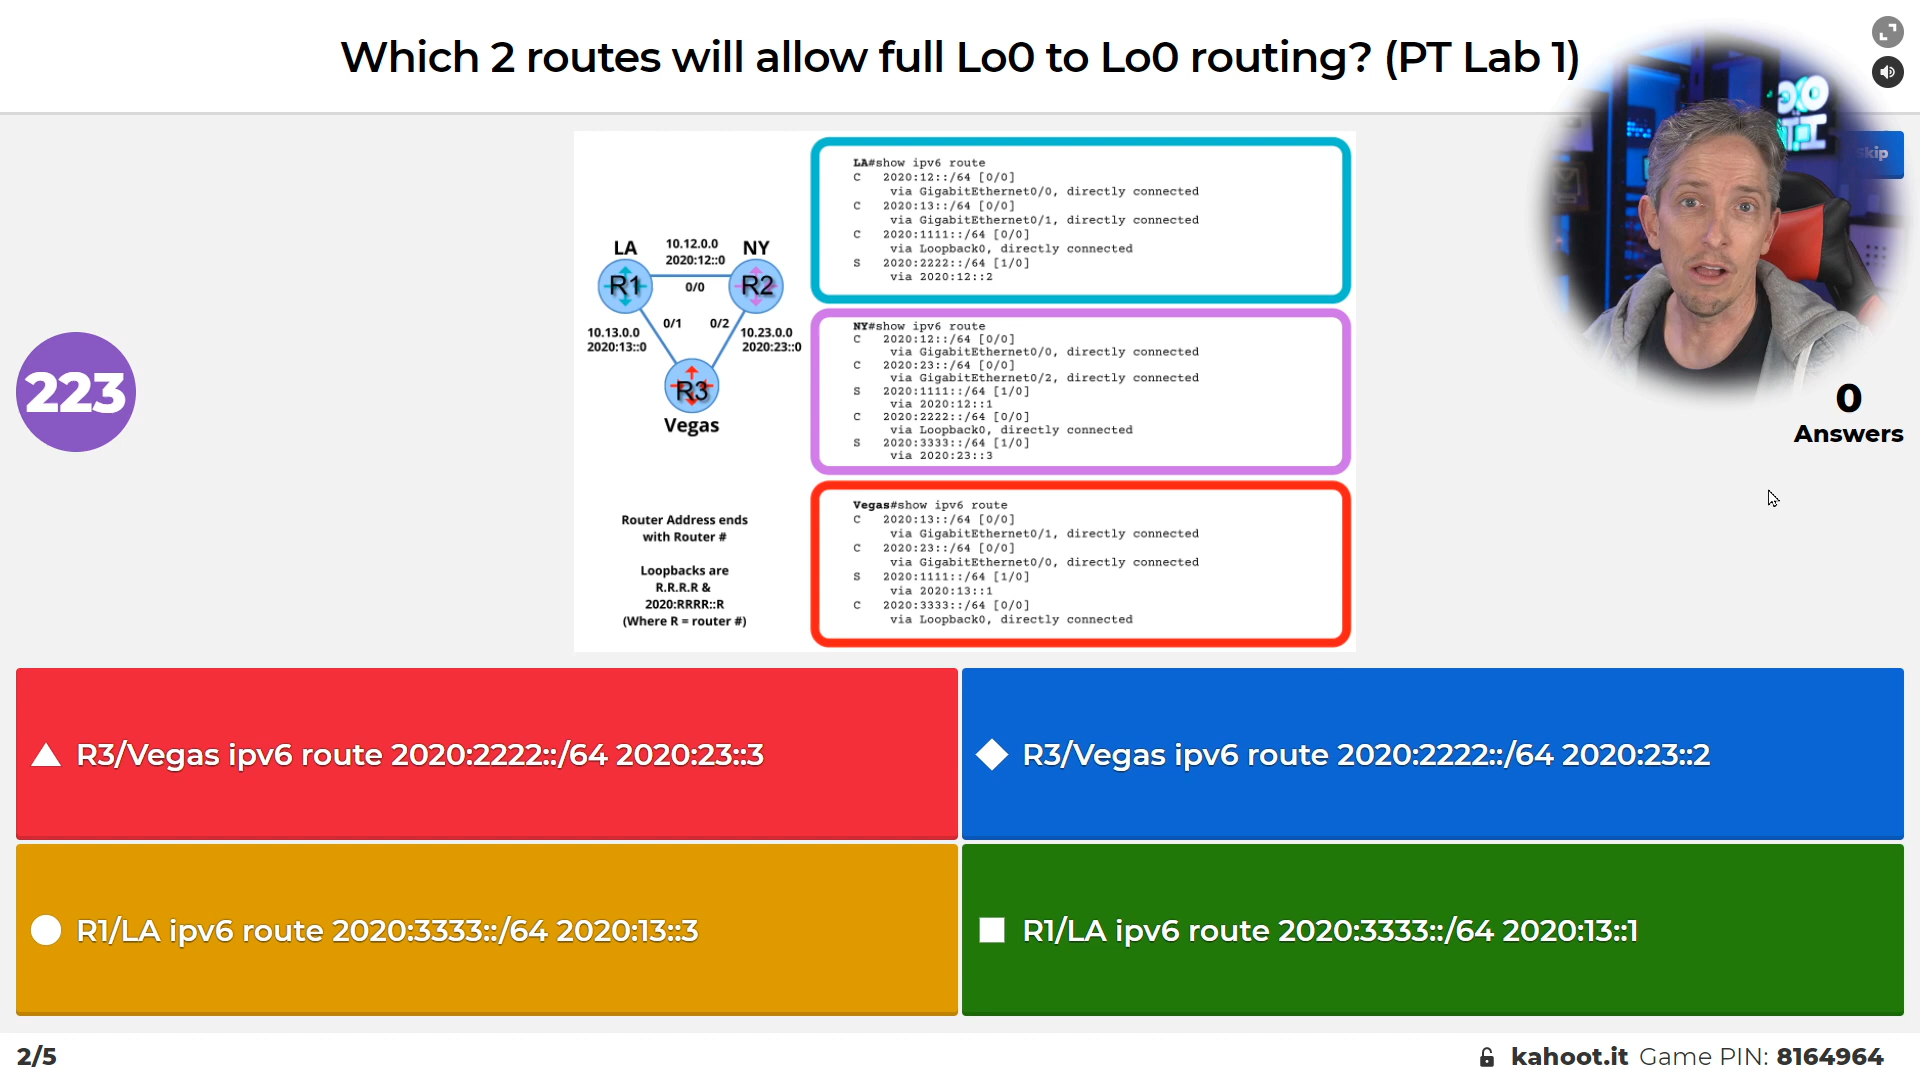 Which 2 routes will allow full Lo0 to Lo0 routing? (PT Lab 1)
LA#show ipv6 route
C 2020:12::/64 [0/0]
via GigabitEthernet0/0, directly connected
C 2020:13::/64 [0/0]
via GigabitEthernet0/1, directly connected
C 2020:1111::/64 [0/0]
via Loopback0, directly connected
S 2020:2222::/64 [1/0]
via 2020:12::2
LA
10.12.0.0
2020:12::0
NY
R1
0/0
R2
0/1
0/2
10.13.0.0
2020:13::0
10.23.0.0
2020:23::0
R3
Vegas
NY#show ipv6 route
C 2020:12::/64 [0/0]
via GigabitEthernet0/0, directly connected
C 2020:23::/64 [0/0]
via GigabitEthernet0/2, directly connected
S 2020:1111::/64 [1/0]
via 2020:12::1
C 2020:2222::/64 [0/0]
via Loopback0, directly connected
S 2020:3333::/64 [1/0]
via 2020:23::3
Router Address ends
with Router #
Loopbacks are
R.R.R.R &
2020:RRRR::R
(Where R = router #)
Vegas#show ipv6 route
C 2020:13::/64 [0/0]
via GigabitEthernet0/1, directly connected
C 2020:23::/64 [0/0]
via GigabitEthernet0/0, directly connected
S 2020:1111::/64 [1/0]
via 2020:13::1
C 2020:3333::/64 [0/0]
via Loopback0, directly connected
223
Skip
0
Answers
R3/Vegas ipv6 route 2020:2222::/64 2020:23::3
R3/Vegas ipv6 route 2020:2222::/64 2020:23::2
R1/LA ipv6 route 2020:3333::/64 2020:13::3
R1/LA ipv6 route 2020:3333::/64 2020:13::1
2/5
kahoot.it Game PIN: 8164964